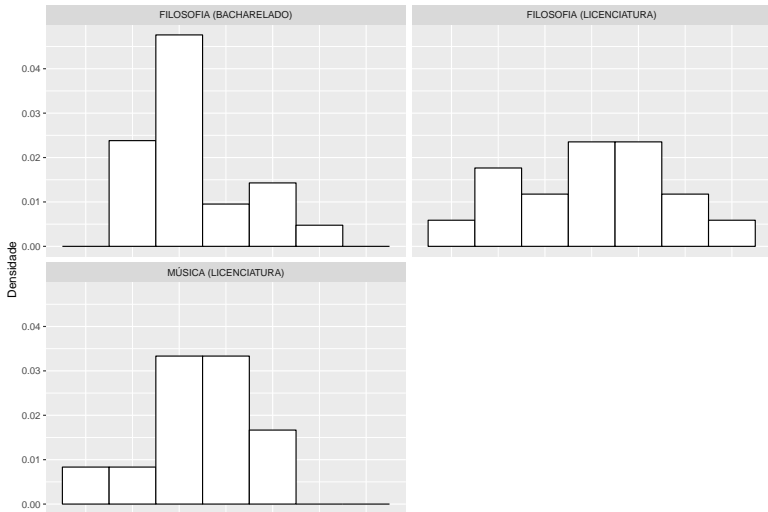 FILOSOFIA (BACHARELADO)
FILOSOFIA (LICENCIATURA)
0.04
0.03
0.02
0.01
0.00
Densidade
MÚSICA (LICENCIATURA)
0.04
0.03
0.02
0.01
0.00